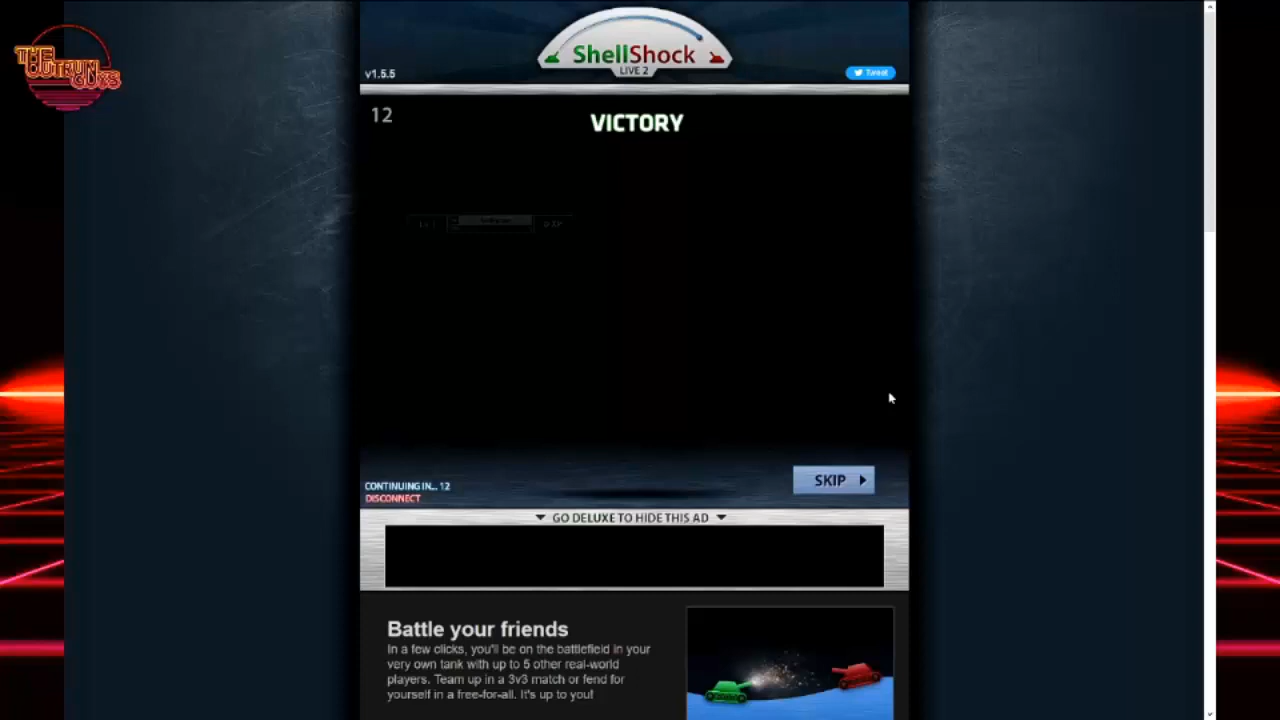 THE
OUTRUN
GUYS
ShellShock
LIVE 2
v1.5.5
Tweet
12
VICTORY
CONTINUING IN... 12
DISCONNECT
SKIP
GO DELUXE TO HIDE THIS AD
Battle your friends
In a few clicks, you'll be on the battlefield in your
very own tank with up to 5 other real-world
players. Team up in a 3v3 match or fend for
yourself in a free-for-all. It's up to you!